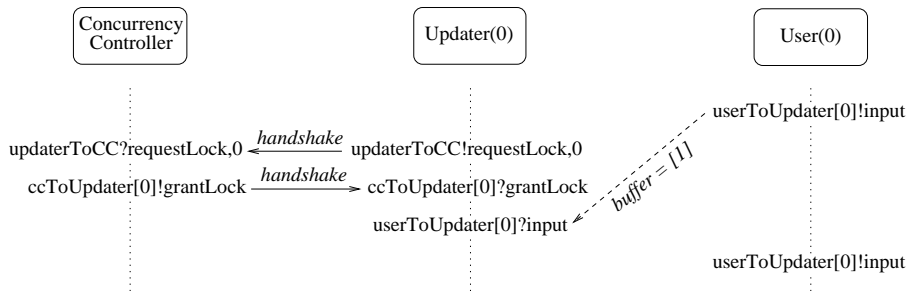 Concurrency
Controller
Updater(0)
User(0)
userToUpdater[0]!input
updaterToCC?requestLock,0
handshake
updaterToCC!requestLock,0
ccToUpdater[0]!grantLock
handshake
ccToUpdater[0]?grantLock
buffer = [1]
userToUpdater[0]?input
userToUpdater[0]!input